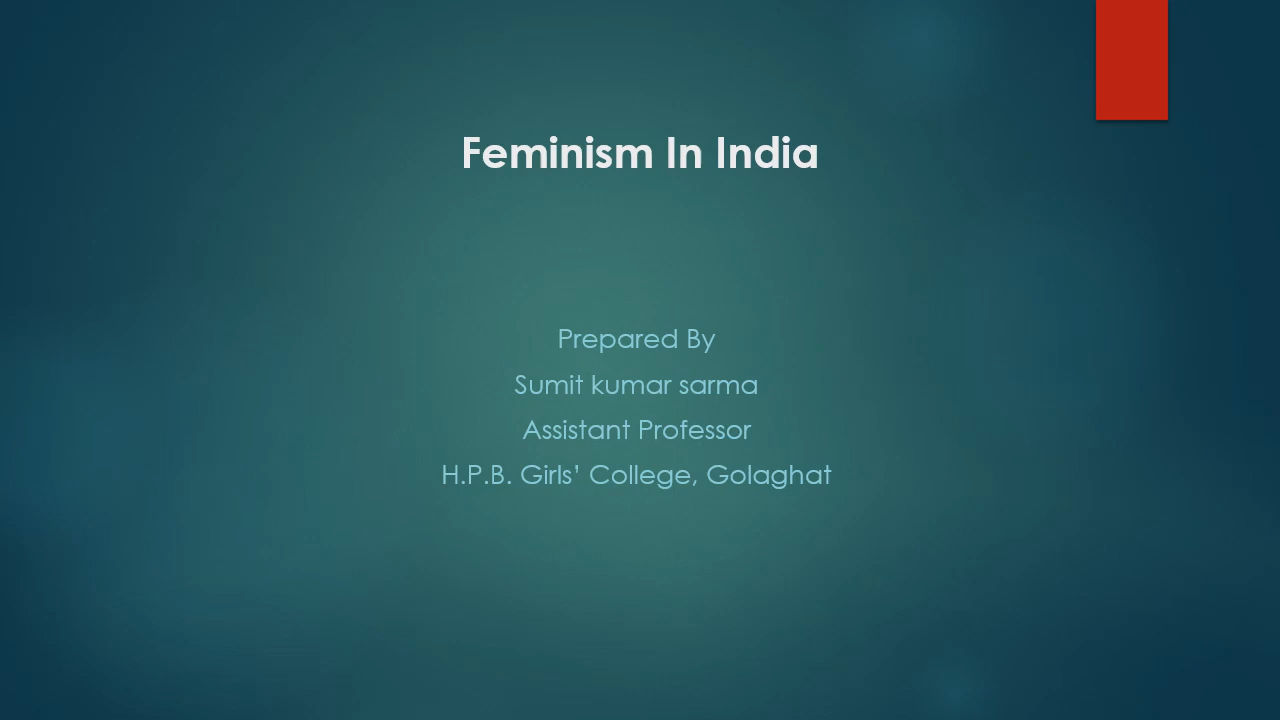 Feminism In India
Prepared By
Sumit kumar sarma
Assistant Professor
H.P.B. Girls’ College, Golaghat